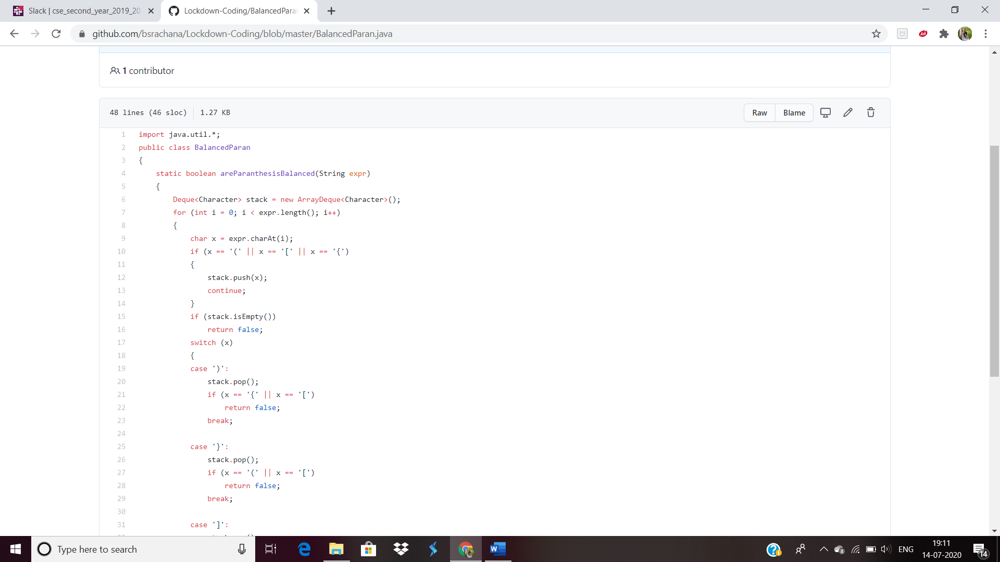 Slack | cse_second_year_2019_20
Lockdown-Coding/BalancedPara
github.com/bsrachana/Lockdown-Coding/blob/master/BalancedParan.java
Ask
1 contributor
48 lines (46 sloc) 1.27 KB
Raw Blame
1 import java.util.*;
2 public class BalancedParan
3 {
4 static boolean areParanthesisBalanced(String expr)
5 {
6 Deque<Character> stack = new ArrayDeque<Character>();
7 for (int i = 0; i < expr.length(); i++)
8 {
9 char x = expr.charAt(i);
10 if (x == '(' || x == '[' || x == '{')
11 {
12 stack.push(x);
13 continue;
14 }
15 if (stack.isEmpty())
16 return false;
17 switch (x)
18 {
19 case ')':
20 stack.pop();
21 if (x == '{' || x == '[')
22 return false;
23 break;
24
25 case '}':
26 stack.pop();
27 if (x == '(' || x == '[')
28 return false;
29 break;
30
31 case ']':
Type here to search
W
ENG
19:11
14-07-2020
14